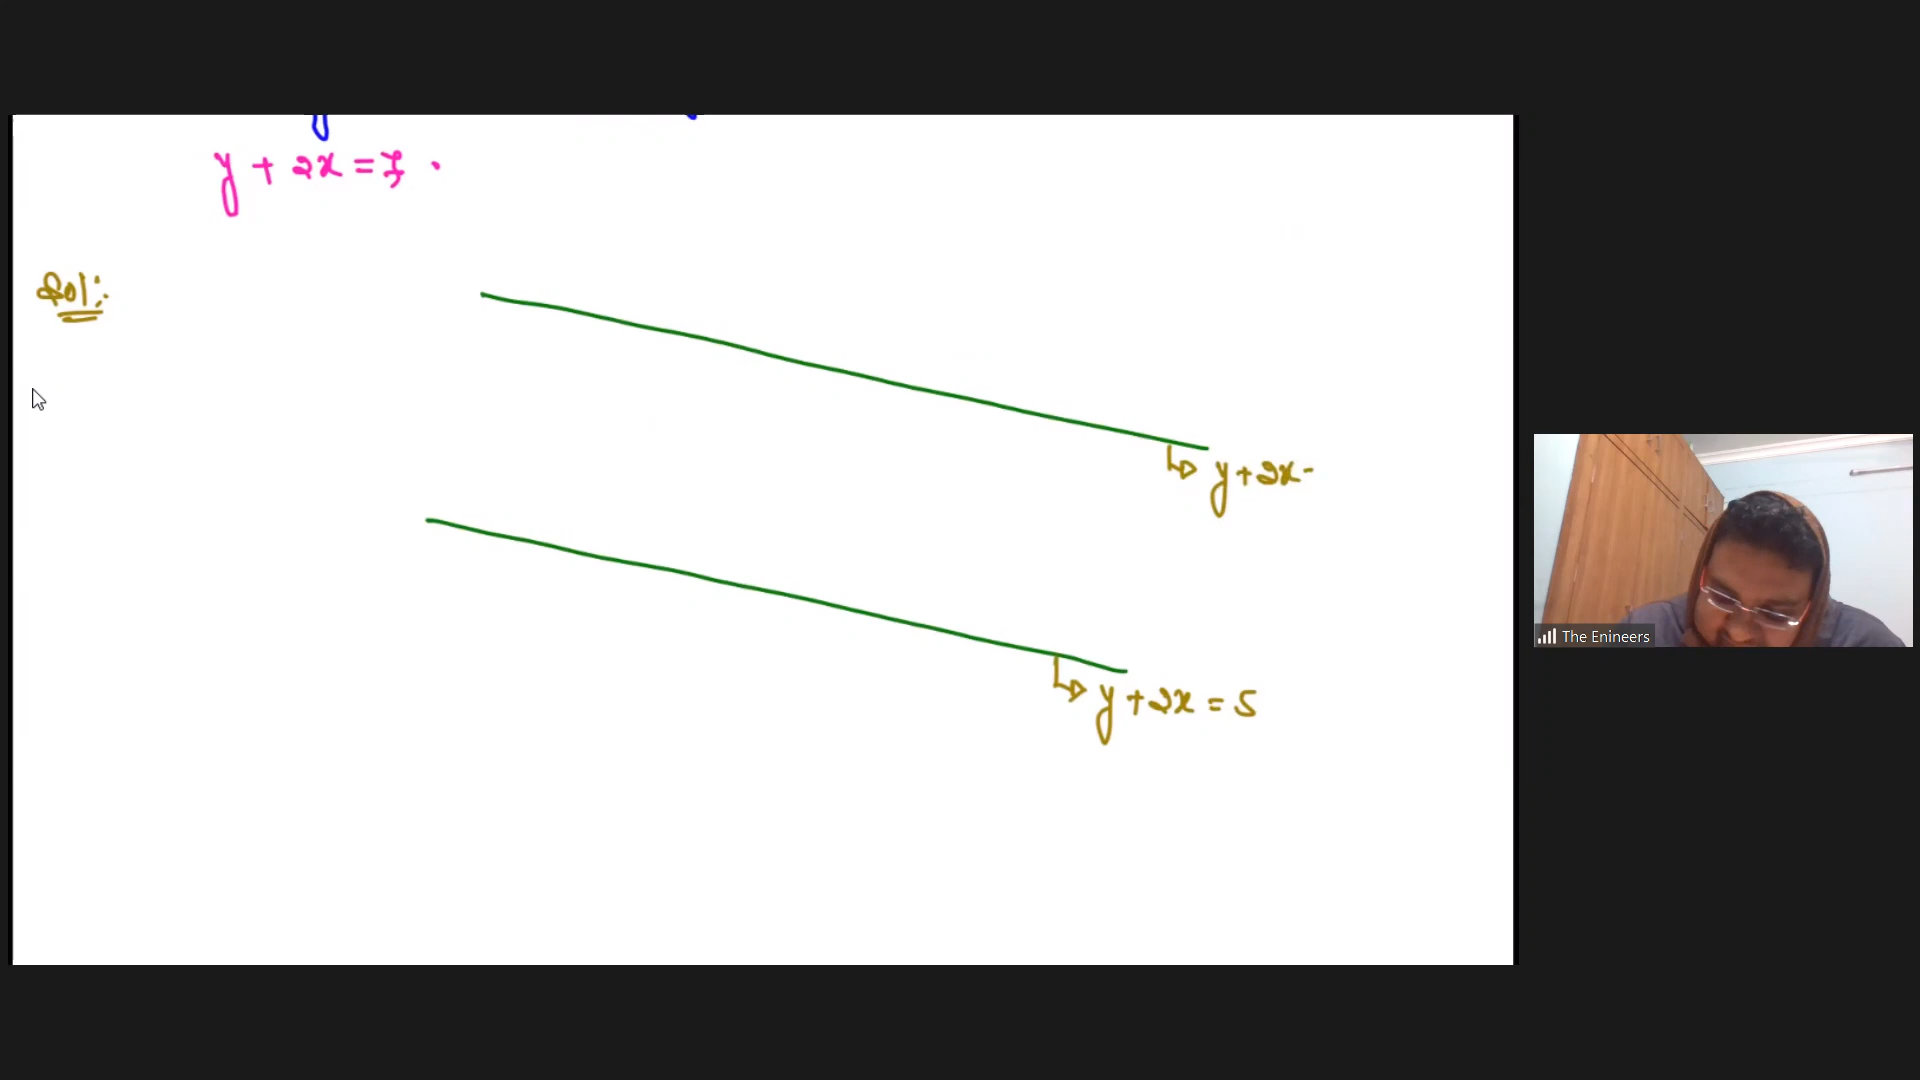 y + 2x = 7.
Sol:
y + 2x -
y + 2x = 5
The Enineers